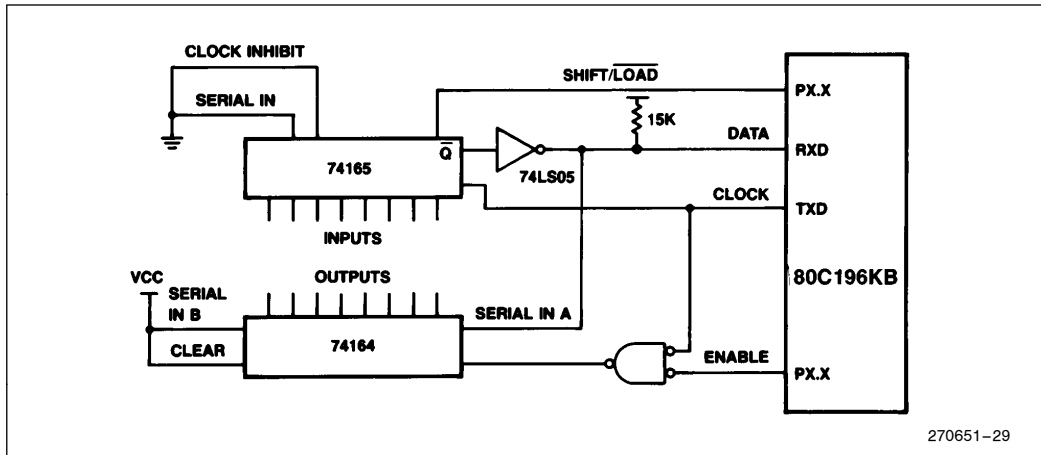 CLOCK INHIBIT
SHIFT/LOAD
PX.X
SERIAL IN
15K
DATA
Q
RXD
74LS05
74165
CLOCK
TXD
INPUTS
80C196KB
VCC
OUTPUTS
SERIAL
IN B
SERIAL IN A
74164
CLEAR
ENABLE
PX.X
270651-29